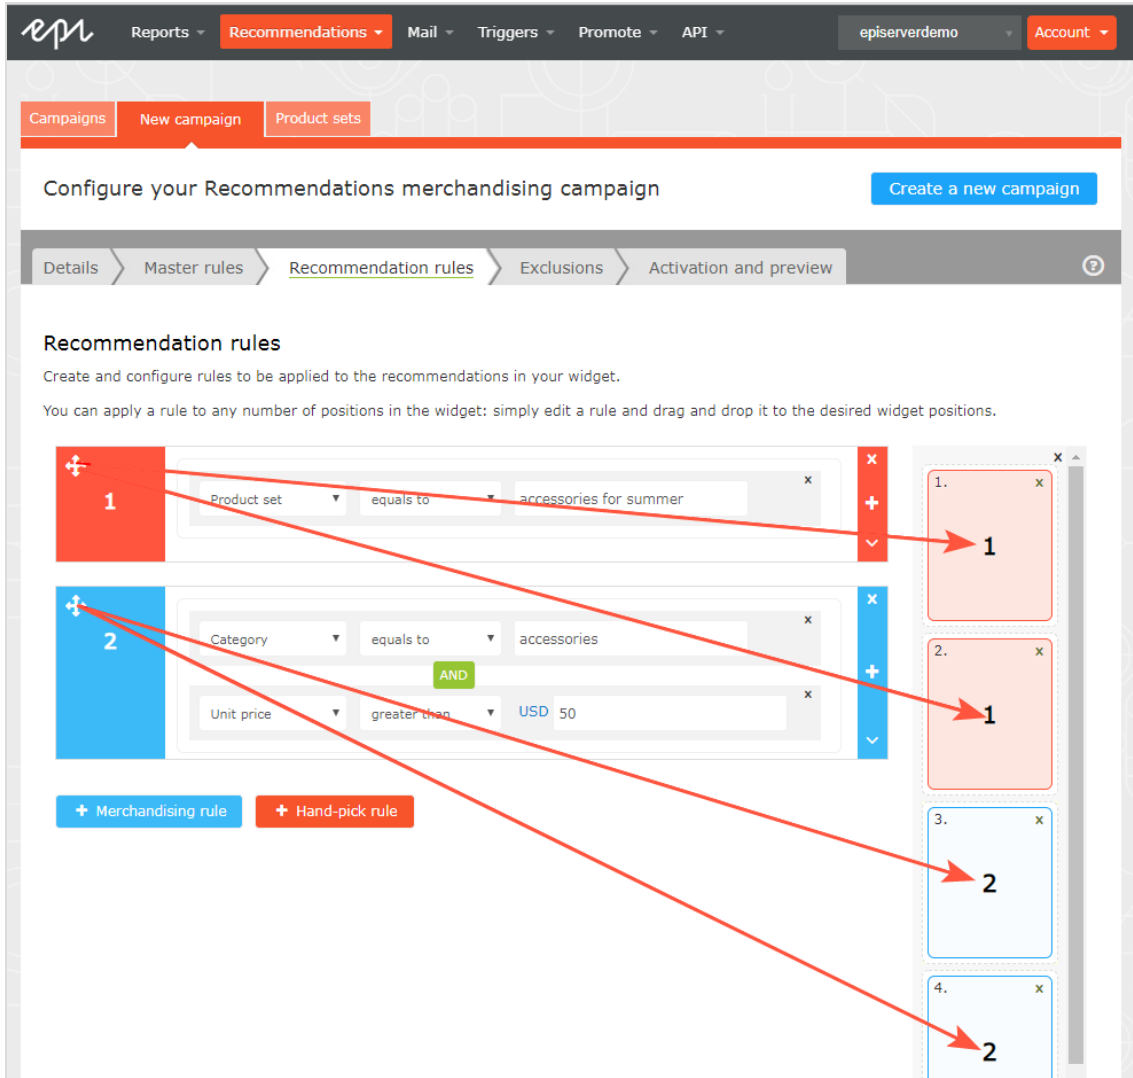 epi Reports Recommendations Mail Triggers Promote API episerverdemo Account
Campaigns New campaign Product sets
Configure your Recommendations merchandising campaign Create a new campaign
Details Master rules Recommendation rules Exclusions Activation and preview ?
Recommendation rules
Create and configure rules to be applied to the recommendations in your widget.
You can apply a rule to any number of positions in the widget: simply edit a rule and drag and drop it to the desired widget positions.
1
Product set equals to accessories for summer x
x
+
2
Category equals to accessories x
AND
Unit price greater than USD 50 x
x
+
+ Merchandising rule + Hand-pick rule
x
1. x
1
2. x
1
3. x
2
4. x
2